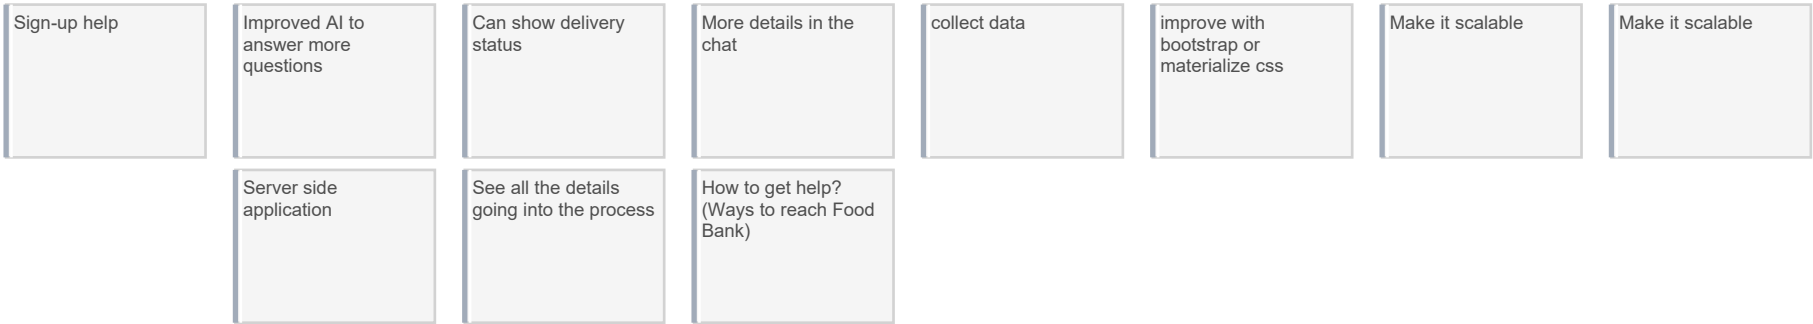 Sign-up help
Improved AI to
answer more
questions
Can show delivery
status
More details in the
chat
collect data
improve with
bootstrap or
materialize css
Make it scalable
Make it scalable
Server side
application
See all the details
going into the process
How to get help?
(Ways to reach Food
Bank)